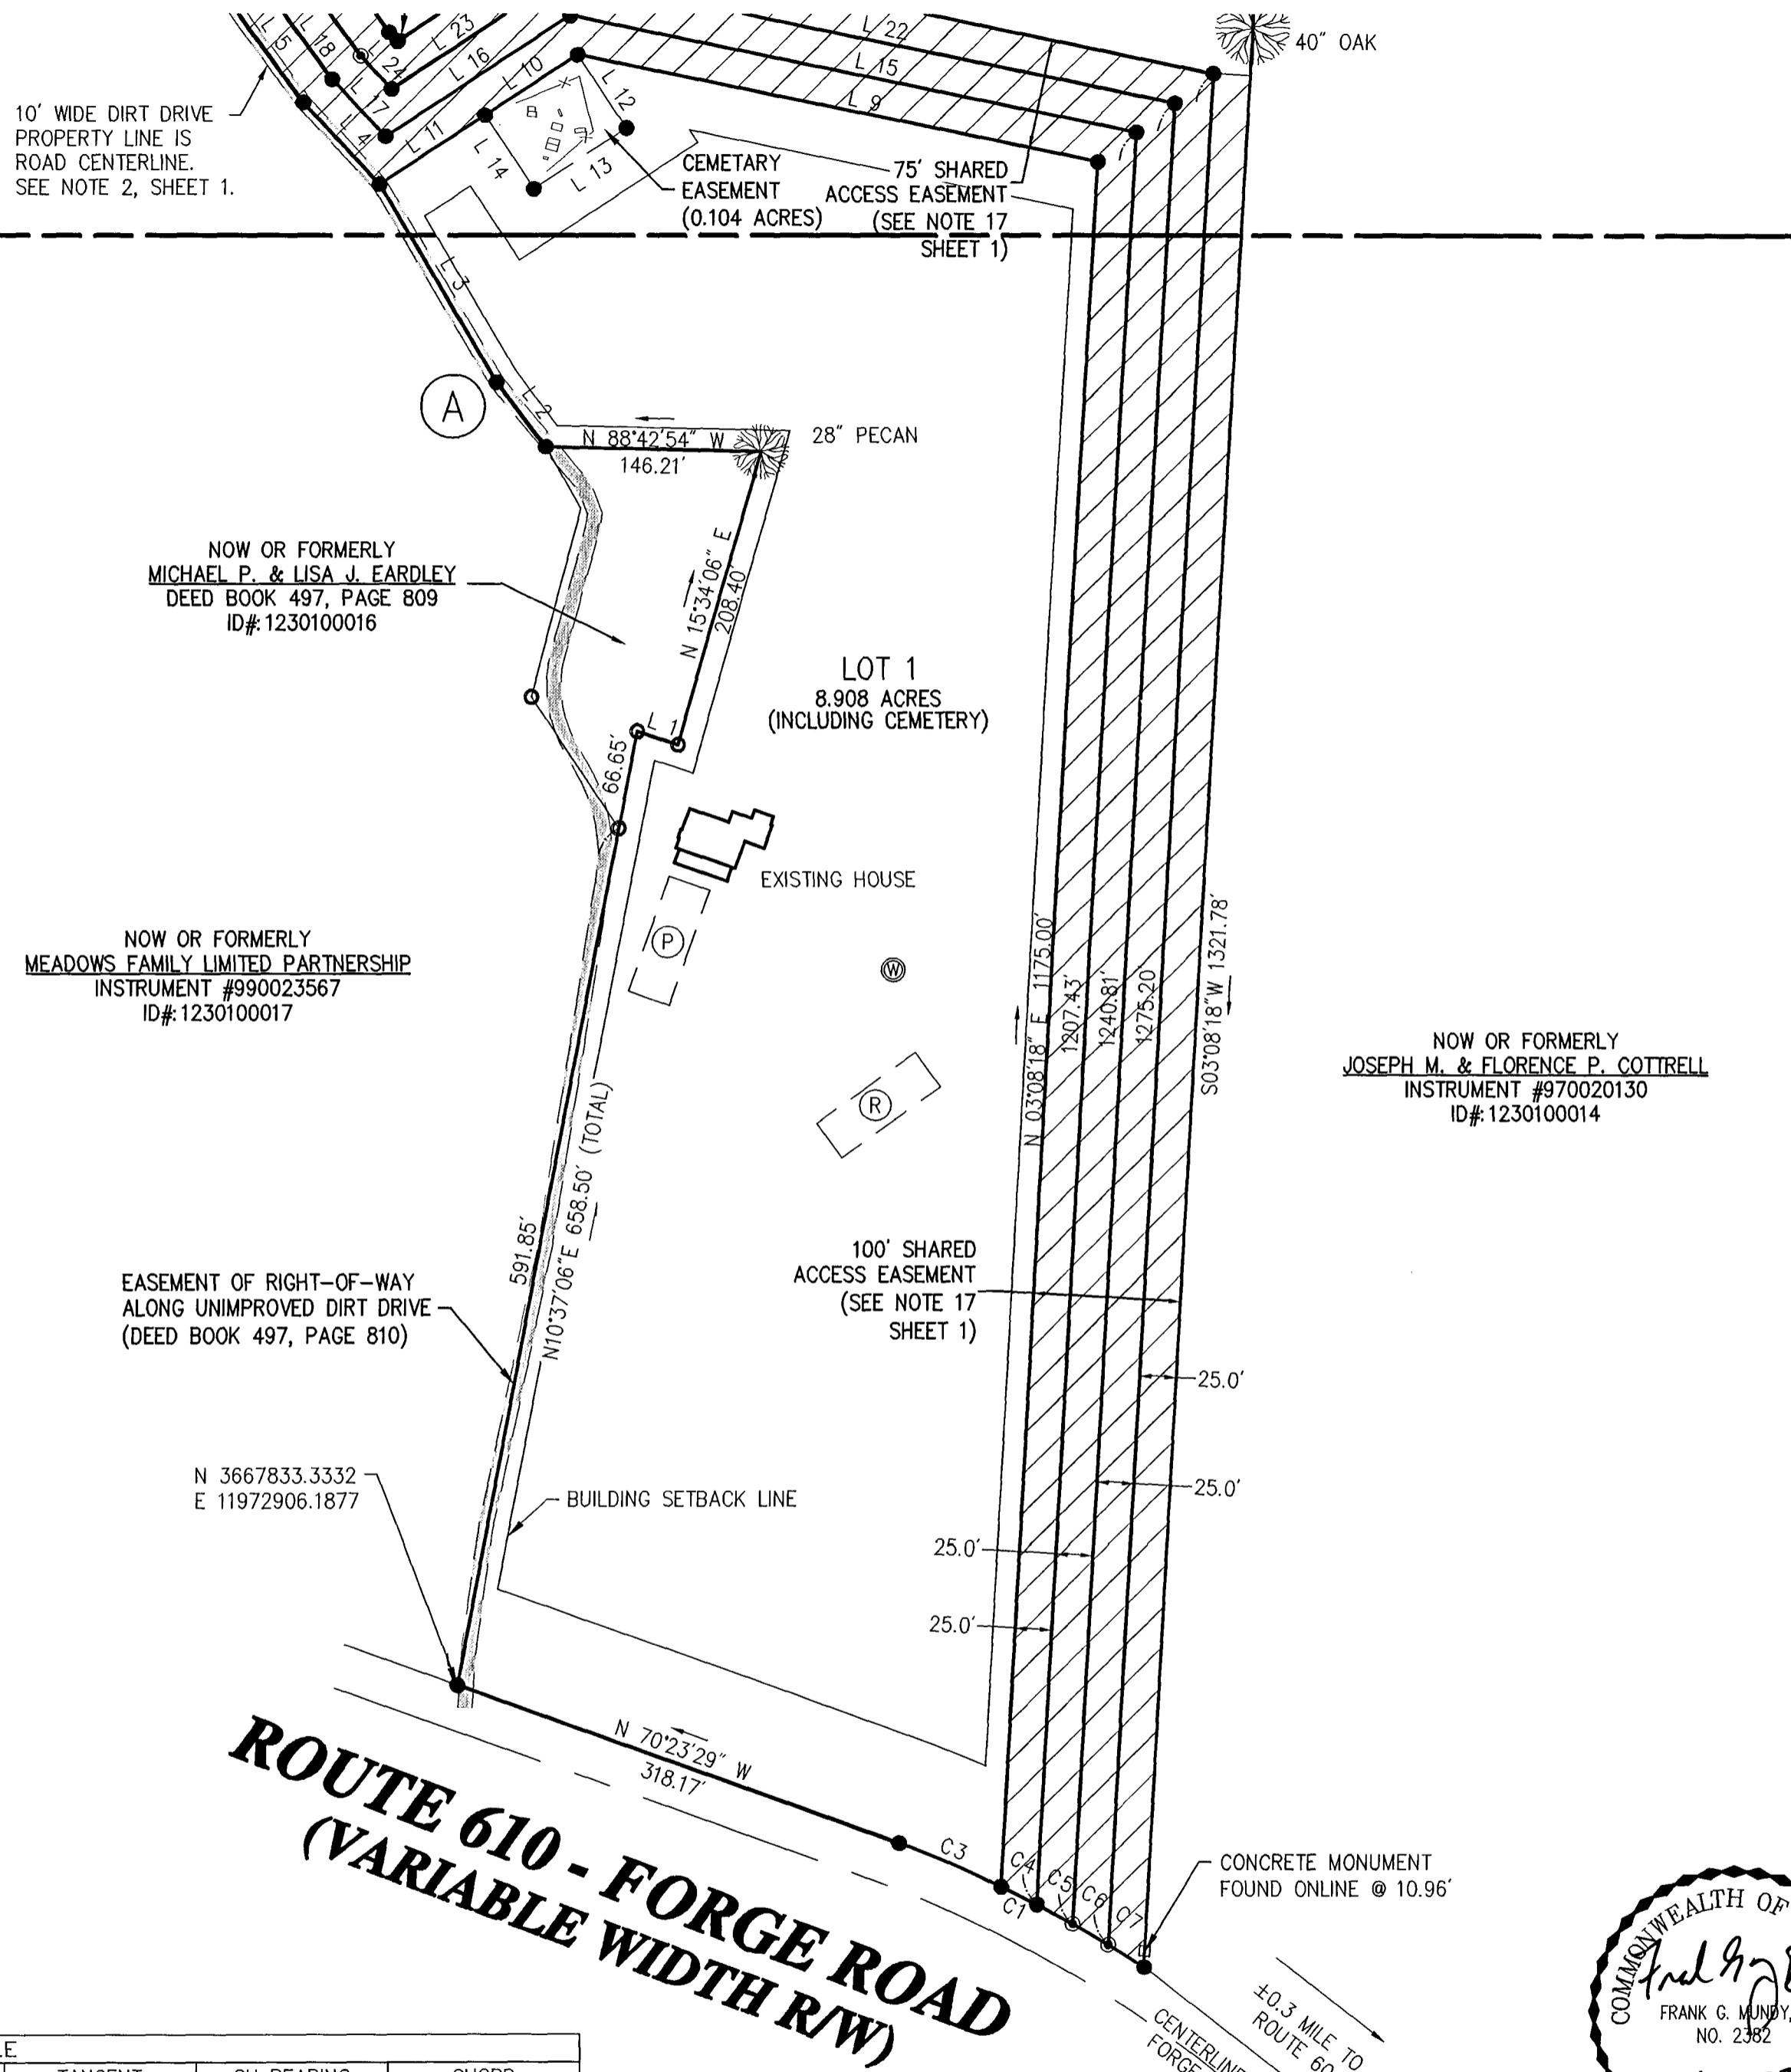 L 22
L 23
L 5
L 18
L 24
L 16
L 15
L 10
L 9
L 12
L 17
L 4
L 11
L 14
L 13
L 3
L 2
40" OAK
10' WIDE DIRT DRIVE
PROPERTY LINE IS
ROAD CENTERLINE.
SEE NOTE 2, SHEET 1.
CEMETARY
EASEMENT
(0.104 ACRES)
75' SHARED
ACCESS EASEMENT
(SEE NOTE 17
SHEET 1)
A
N 88°42'54" W
146.21'
28" PECAN
NOW OR FORMERLY
MICHAEL P. & LISA J. EARDLEY
DEED BOOK 497, PAGE 809
ID#: 1230100016
N 15°34'06" E
208.40'
LOT 1
8.908 ACRES
(INCLUDING CEMETERY)
L 1
66.65'
EXISTING HOUSE
P
W
R
NOW OR FORMERLY
MEADOWS FAMILY LIMITED PARTNERSHIP
INSTRUMENT #990023567
ID#: 1230100017
N 03°08'18" E 1175.00'
1207.43'
1240.81'
1275.20'
S03°08'18"W 1321.78'
NOW OR FORMERLY
JOSEPH M. & FLORENCE P. COTTRELL
INSTRUMENT #970020130
ID#: 1230100014
591.85'
N10°37'06"E 658.50' (TOTAL)
EASEMENT OF RIGHT-OF-WAY
ALONG UNIMPROVED DIRT DRIVE
(DEED BOOK 497, PAGE 810)
100' SHARED
ACCESS EASEMENT
(SEE NOTE 17
SHEET 1)
25.0'
25.0'
25.0'
25.0'
N 3667833.3332
E 11972906.1877
BUILDING SETBACK LINE
N 70°23'29" W
318.17'
C3
C4
C5
C6
C7
C1
CONCRETE MONUMENT
FOUND ONLINE @ 10.96'
ROUTE 610 - FORGE ROAD
(VARIABLE WIDTH R/W)
±0.3 MILE TO
ROUTE 60
CENTERLINE
FORGE
COMMONWEALTH OF
FRANK G. MUNDY,
NO. 2382
LE
TANGENT
CH BEARING
CHORD